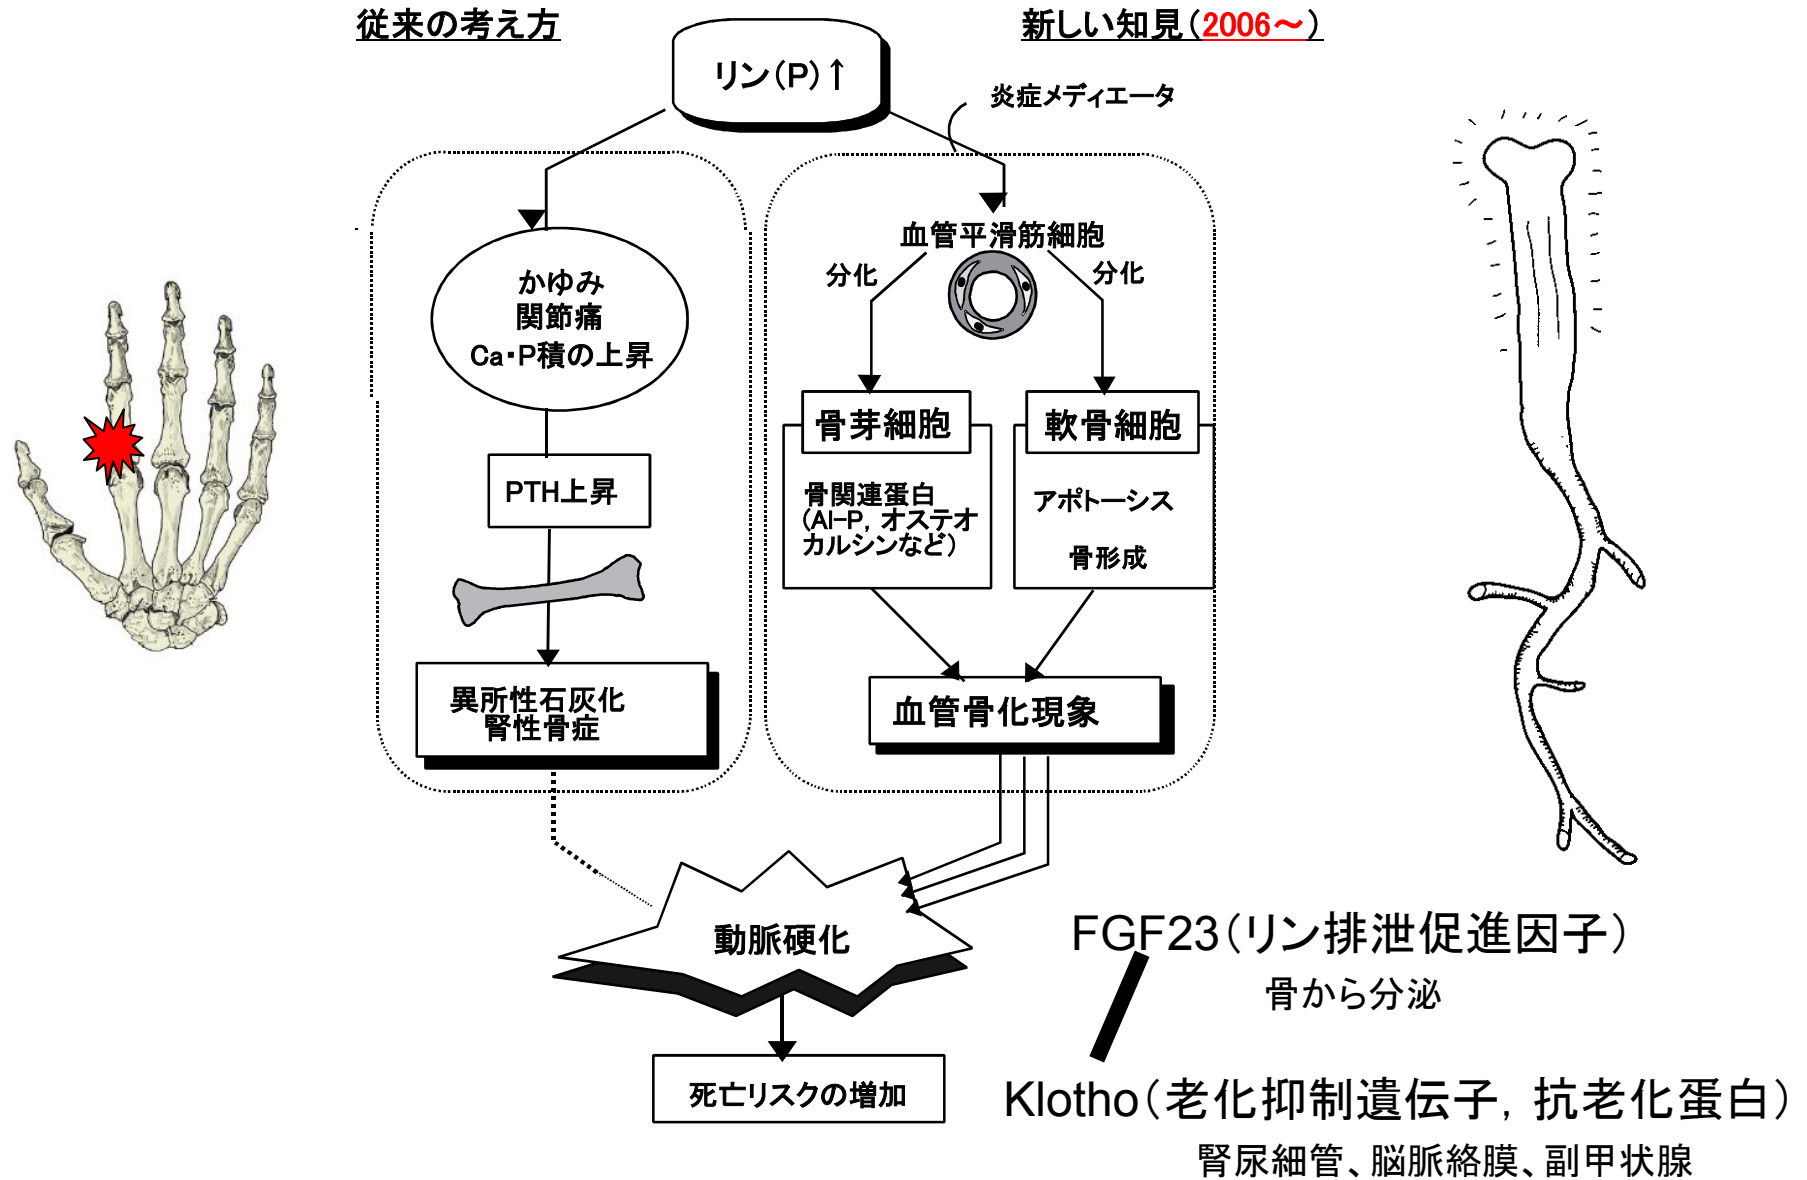 従来の考え方
新しい知見（2006～）
リン（P）↑
炎症メディエータ
かゆみ
関節痛
Ca・P積の上昇
PTH上昇
異所性石灰化
腎性骨症
血管平滑筋細胞
分化
分化
骨芽細胞
骨関連蛋白
（Al-P，オステオ
カルシンなど）
軟骨細胞
アポトーシス
骨形成
血管骨化現象
動脈硬化
死亡リスクの増加
FGF23（リン排泄促進因子）
骨から分泌
Klotho（老化抑制遺伝子，抗老化蛋白）
腎尿細管、脳脈絡膜、副甲状腺